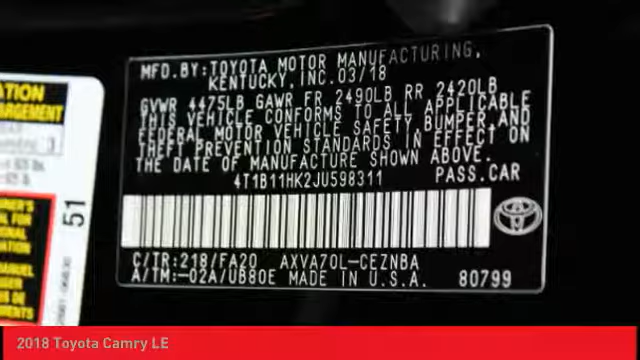 MFD.BY:TOYOTA MOTOR MANUFACTURING,
KENTUCKY, INC. 03/18
GVWR 4475LB GAWR FR 2490LB RR 2420LB
THIS VEHICLE CONFORMS TO ALL APPLICABLE
FEDERAL MOTOR VEHICLE SAFETY, BUMPER, AND
THEFT PREVENTION STANDARDS IN EFFECT ON
THE DATE OF MANUFACTURE SHOWN ABOVE.
4T1B11HK2JU598311 PASS.CAR
C/TR:218/FA20 AXVA70L-CEZNBA
A/TM:-02A/UB80E MADE IN U.S.A. 80799
51
2018 Toyota Camry LE